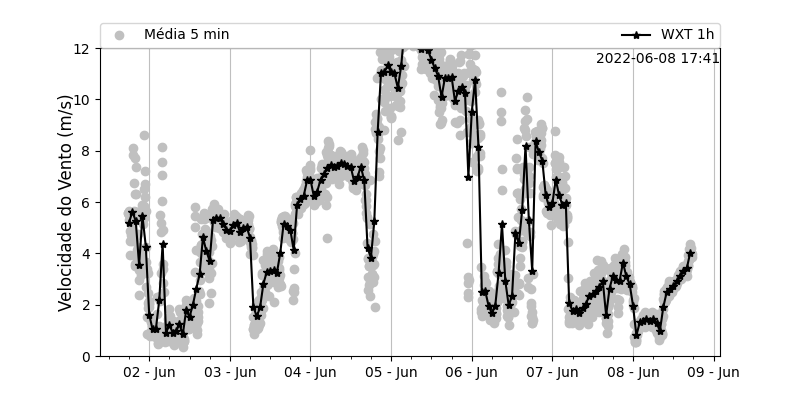 Média 5 min
WXT 1h
2022-06-08 17:41
Velocidade do Vento (m/s)
12
10
8
6
4
2
0
02 - Jun 03 - Jun 04 - Jun 05 - Jun 06 - Jun 07 - Jun 08 - Jun 09 - Jun